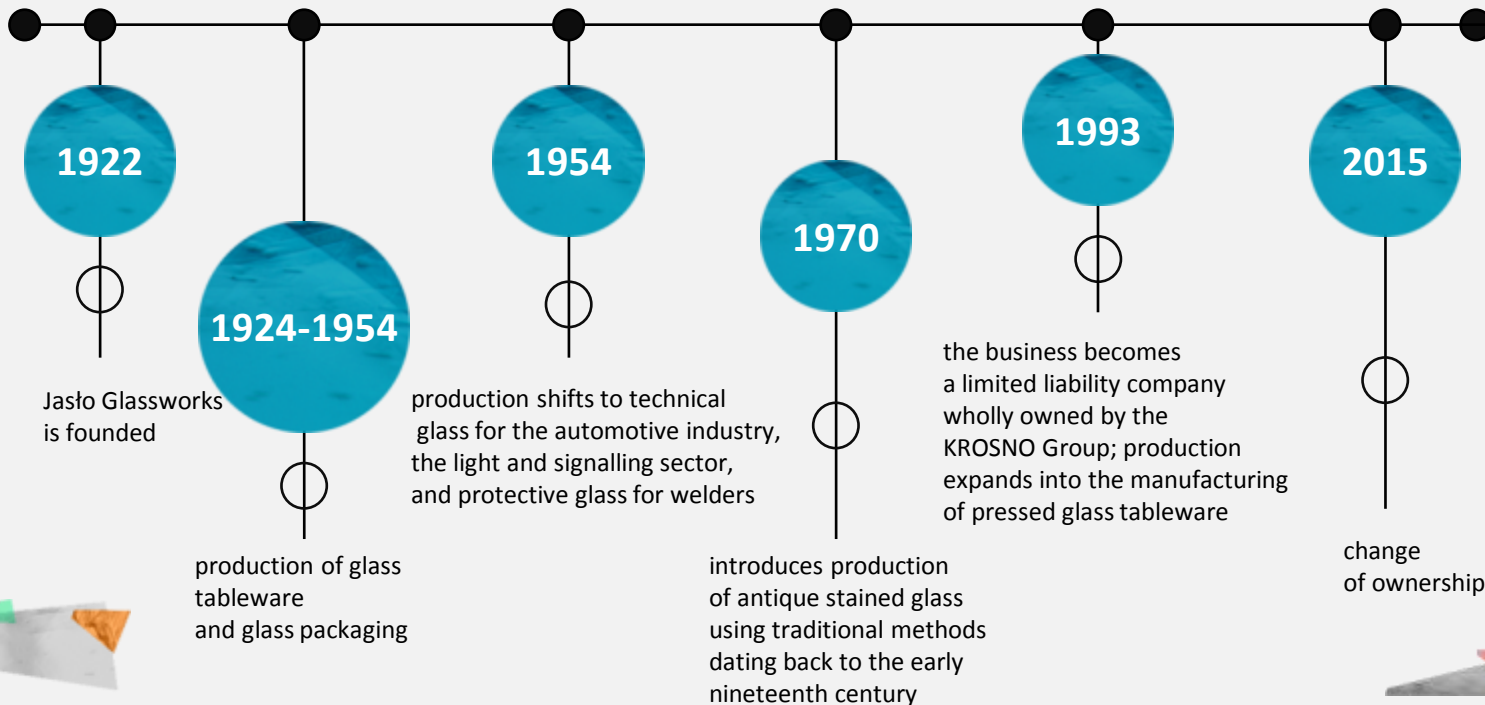 1922
Jasło Glassworks
is founded
1924-1954
production of glass
tableware
and glass packaging
1954
production shifts to technical
glass for the automotive industry,
the light and signalling sector,
and protective glass for welders
1970
introduces production
of antique stained glass
using traditional methods
dating back to the early
nineteenth century
1993
the business becomes
a limited liability company
wholly owned by the
KROSNO Group; production
expands into the manufacturing
of pressed glass tableware
2015
change
of ownership